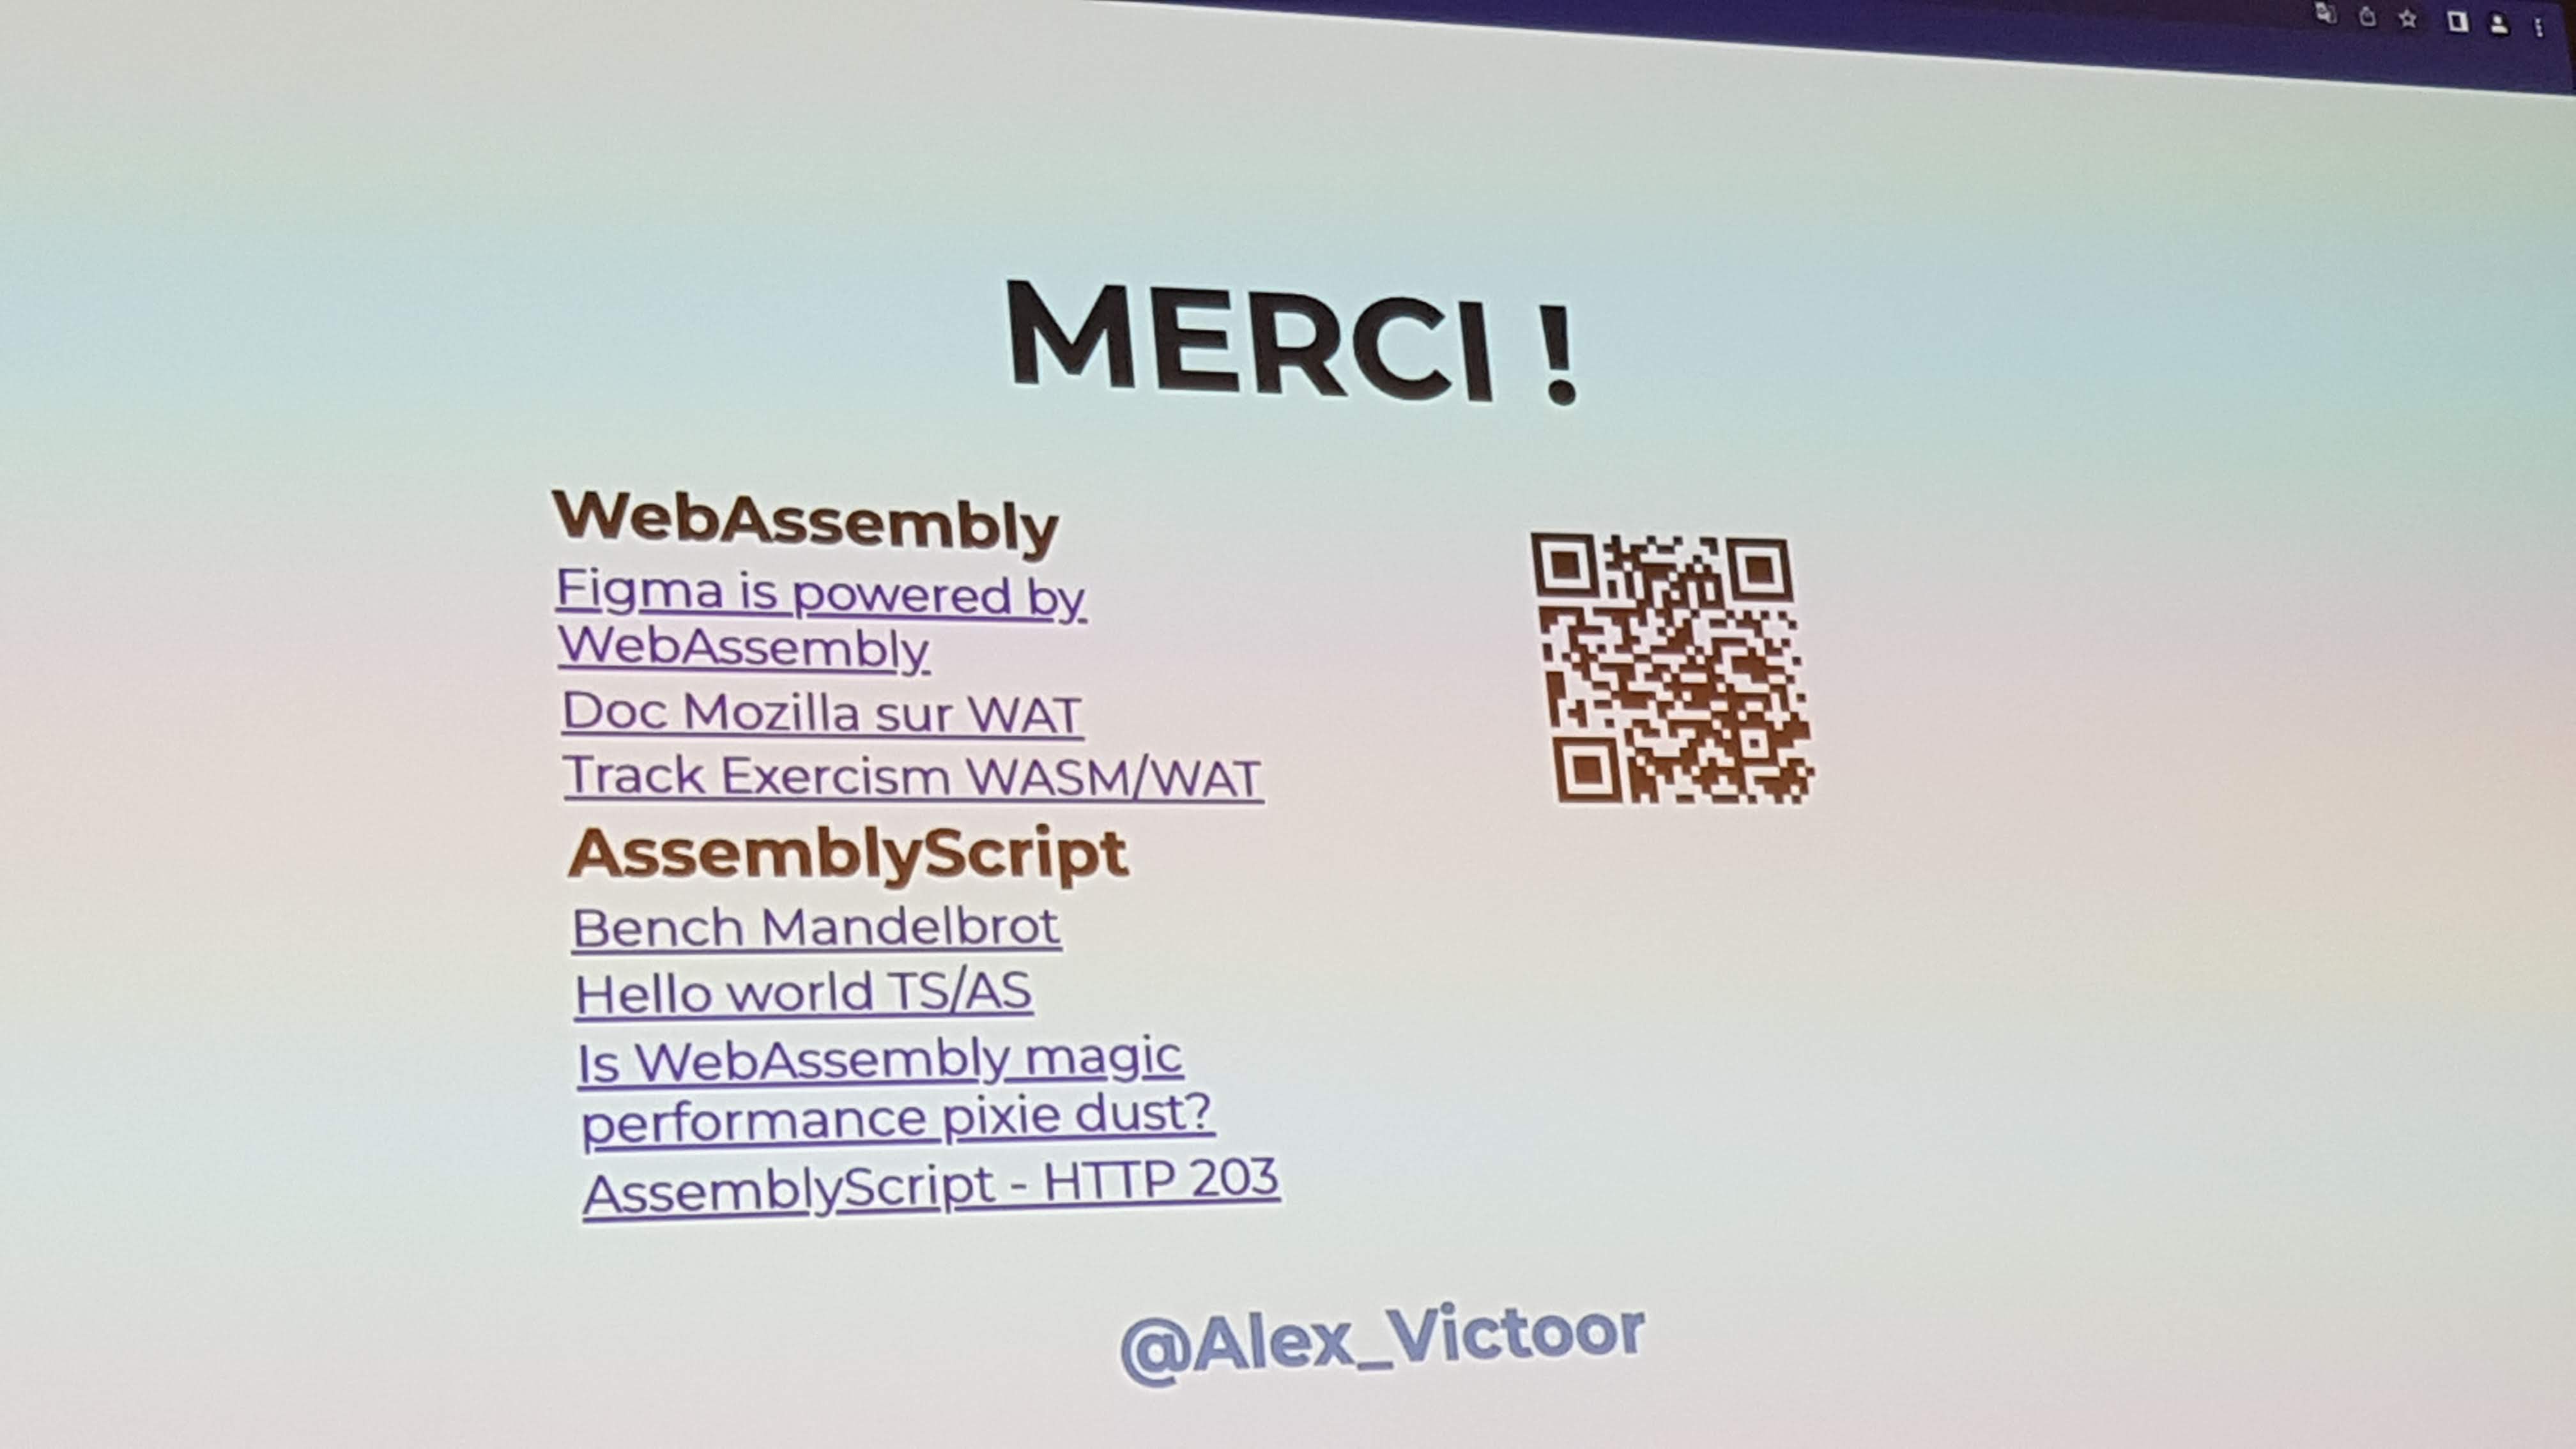 MERCI !
WebAssembly
Figma is powered by
WebAssembly
Doc Mozilla sur WAT
Track Exercism WASM/WAT
AssemblyScript
Bench Mandelbrot
Hello world TS/AS
Is WebAssembly magic
performance pixie dust?
AssemblyScript - HTTP 203
@Alex_Victoor